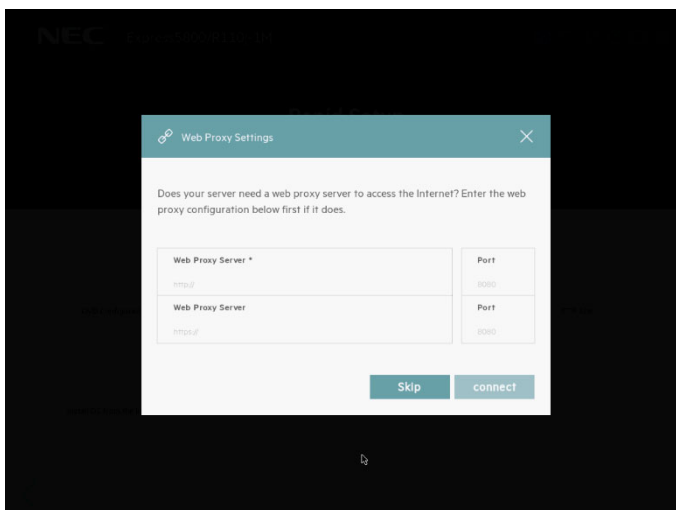 NEC
Web Proxy Settings
Does your server need a web proxy server to access the Internet? Enter the web
proxy configuration below first if it does.
Web Proxy Server *
Port
http://
8080
Web Proxy Server
Port
https://
8080
Skip
connect